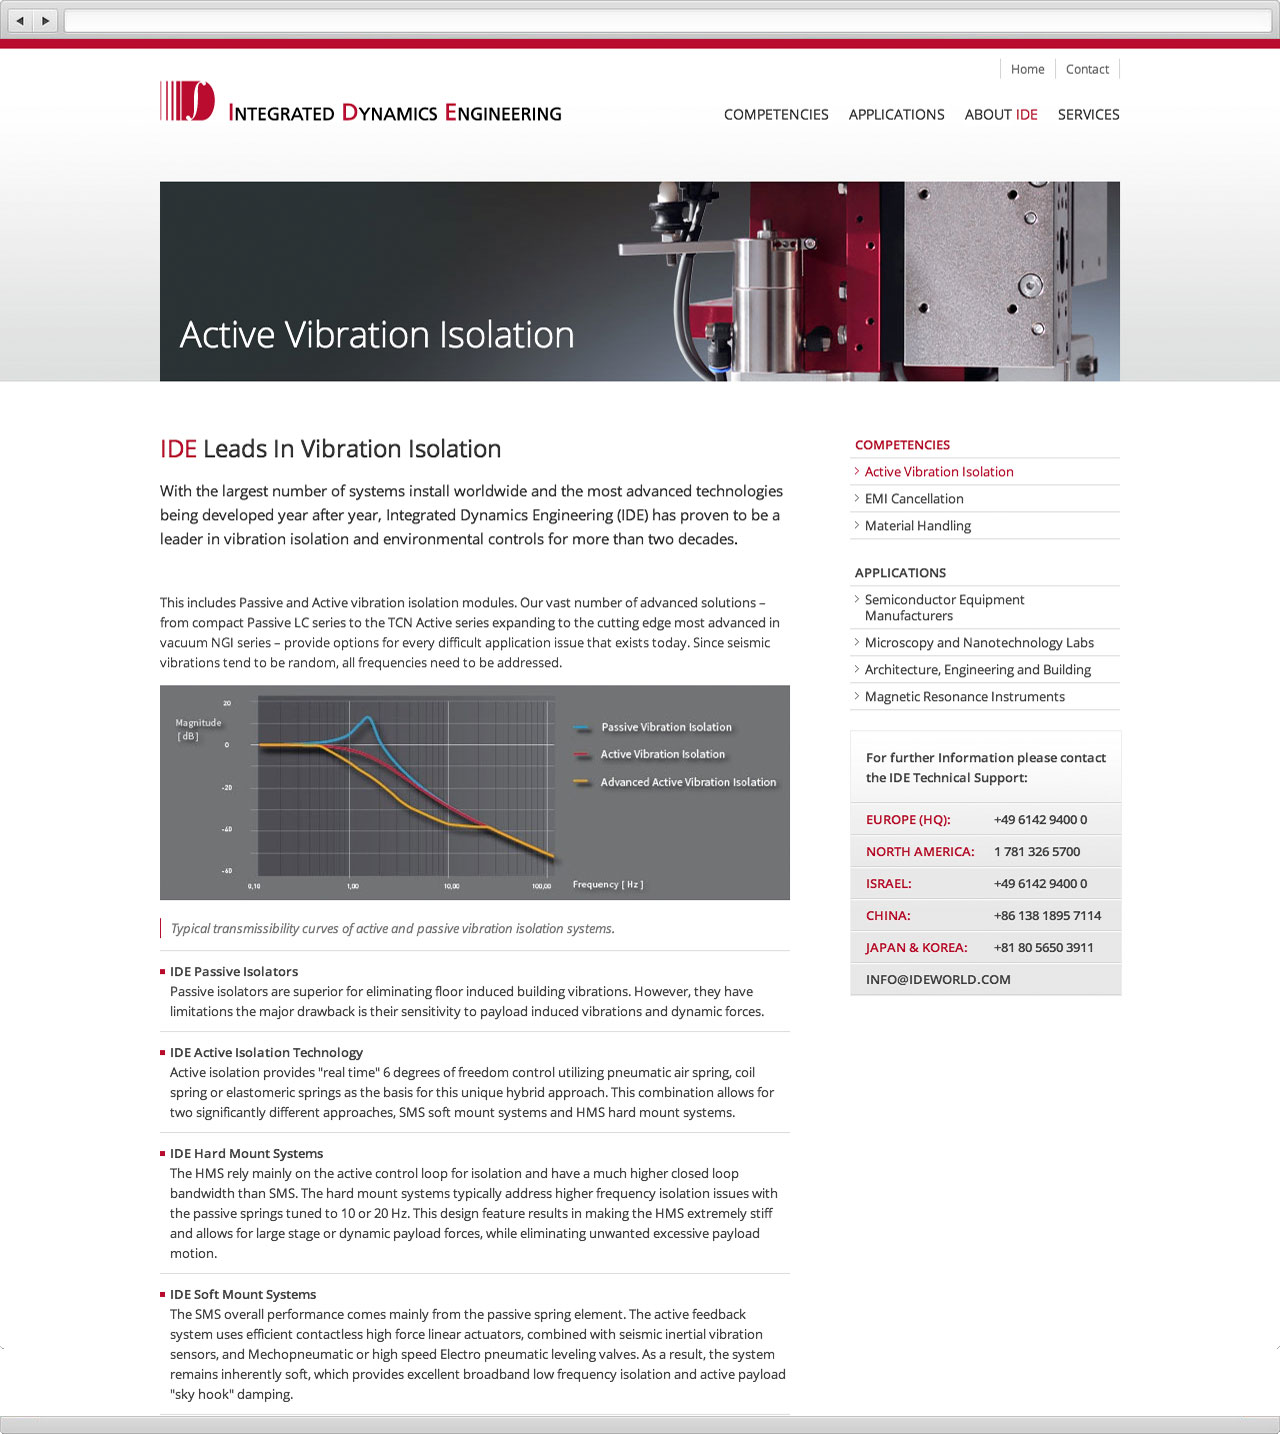 Home
Contact
INTEGRATED DYNAMICS ENGINEERING
COMPETENCIES
APPLICATIONS
ABOUT IDE
SERVICES
Active Vibration Isolation
IDE Leads In Vibration Isolation
With the largest number of systems install worldwide and the most advanced technologies
being developed year after year, Integrated Dynamics Engineering (IDE) has proven to be a
leader in vibration isolation and environmental controls for more than two decades.
This includes Passive and Active vibration isolation modules. Our vast number of advanced solutions –
from compact Passive LC series to the TCN Active series expanding to the cutting edge most advanced in
vacuum NGI series – provide options for every difficult application issue that exists today. Since seismic
vibrations tend to be random, all frequencies need to be addressed.
Magnitude
[ dB ]
20
0
-20
-40
-60
0,10
1,00
10,00
100,00
Frequency [ Hz ]
Passive Vibration Isolation
Active Vibration Isolation
Advanced Active Vibration Isolation
Typical transmissibility curves of active and passive vibration isolation systems.
IDE Passive Isolators
Passive isolators are superior for eliminating floor induced building vibrations. However, they have
limitations the major drawback is their sensitivity to payload induced vibrations and dynamic forces.
IDE Active Isolation Technology
Active isolation provides "real time" 6 degrees of freedom control utilizing pneumatic air spring, coil
spring or elastomeric springs as the basis for this unique hybrid approach. This combination allows for
two significantly different approaches, SMS soft mount systems and HMS hard mount systems.
IDE Hard Mount Systems
The HMS rely mainly on the active control loop for isolation and have a much higher closed loop
bandwidth than SMS. The hard mount systems typically address higher frequency isolation issues with
the passive springs tuned to 10 or 20 Hz. This design feature results in making the HMS extremely stiff
and allows for large stage or dynamic payload forces, while eliminating unwanted excessive payload
motion.
IDE Soft Mount Systems
The SMS overall performance comes mainly from the passive spring element. The active feedback
system uses efficient contactless high force linear actuators, combined with seismic inertial vibration
sensors, and Mechopneumatic or high speed Electro pneumatic leveling valves. As a result, the system
remains inherently soft, which provides excellent broadband low frequency isolation and active payload
"sky hook" damping.
COMPETENCIES
Active Vibration Isolation
EMI Cancellation
Material Handling
APPLICATIONS
Semiconductor Equipment
Manufacturers
Microscopy and Nanotechnology Labs
Architecture, Engineering and Building
Magnetic Resonance Instruments
For further Information please contact
the IDE Technical Support:
EUROPE (HQ): +49 6142 9400 0
NORTH AMERICA: 1 781 326 5700
ISRAEL: +49 6142 9400 0
CHINA: +86 138 1895 7114
JAPAN & KOREA: +81 80 5650 3911
INFO@IDEWORLD.COM